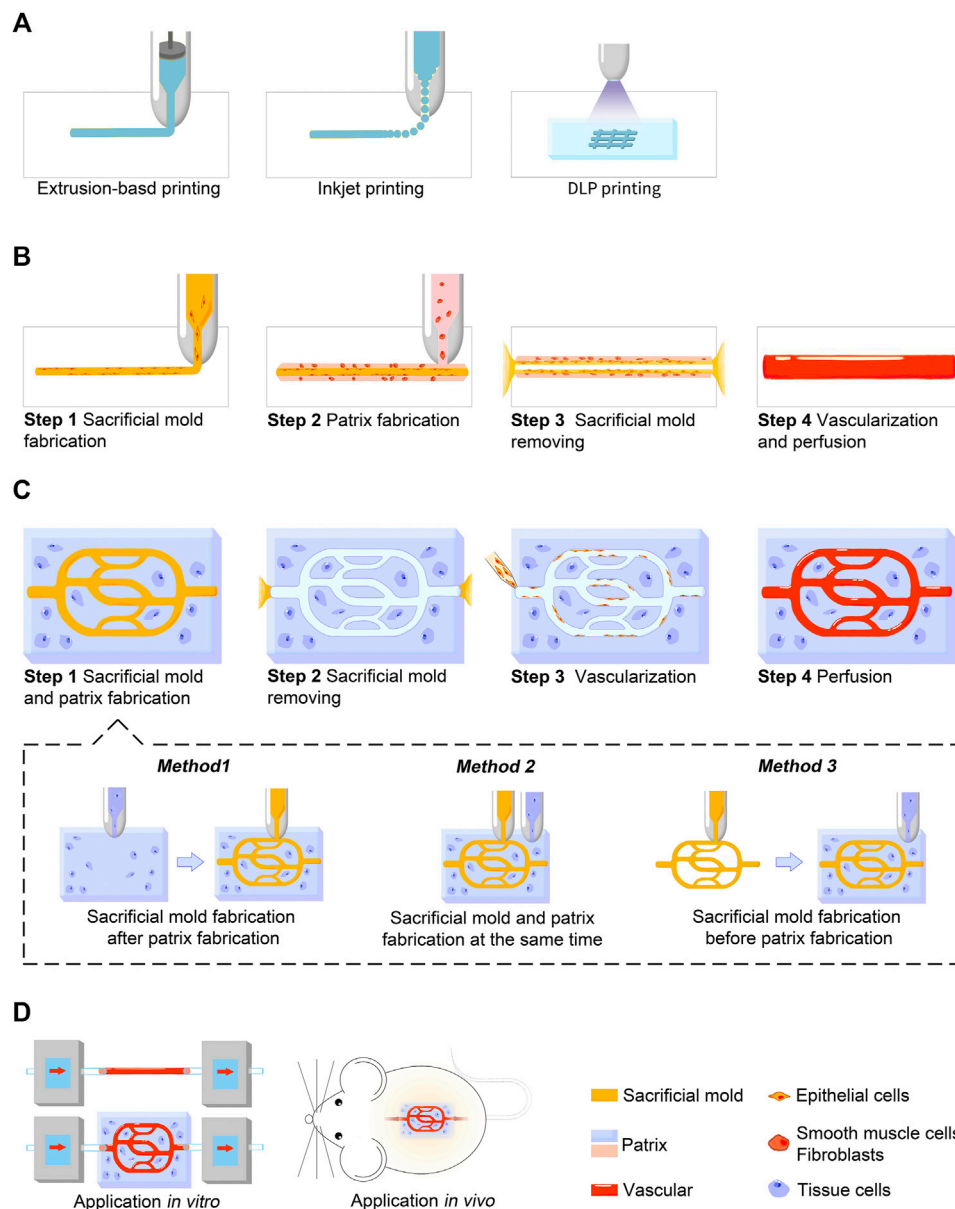 A
Extrusion-basd printing
Inkjet printing
DLP printing
B
Step 1 Sacrificial mold
fabrication
Step 2 Patrix fabrication
Step 3 Sacrificial mold
removing
Step 4 Vascularization
and perfusion
C
Step 1 Sacrificial mold
and patrix fabrication
Step 2 Sacrificial mold
removing
Step 3 Vascularization
Step 4 Perfusion
Method1
Method 2
Method 3
Sacrificial mold fabrication
after patrix fabrication
Sacrificial mold and patrix
fabrication at the same time
Sacrificial mold fabrication
before patrix fabrication
D
Application in vitro
Application in vivo
Sacrificial mold
Patrix
Vascular
Epithelial cells
Smooth muscle cells
Fibroblasts
Tissue cells